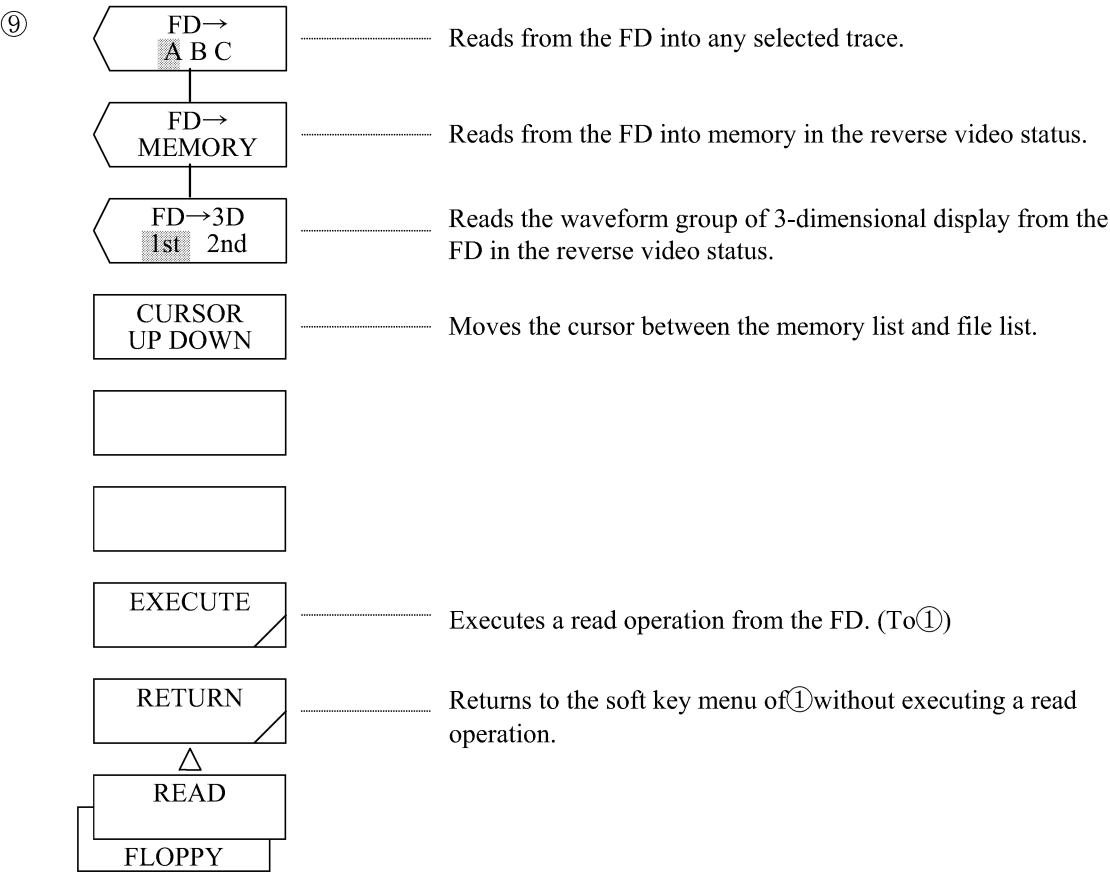 ⑨
FD→
A B C
Reads from the FD into any selected trace.
FD→
MEMORY
Reads from the FD into memory in the reverse video status.
FD→3D
1st 2nd
Reads the waveform group of 3-dimensional display from the
FD in the reverse video status.
CURSOR
UP DOWN
Moves the cursor between the memory list and file list.
EXECUTE
Executes a read operation from the FD. (To①)
RETURN
Returns to the soft key menu of①without executing a read
operation.
READ
FLOPPY